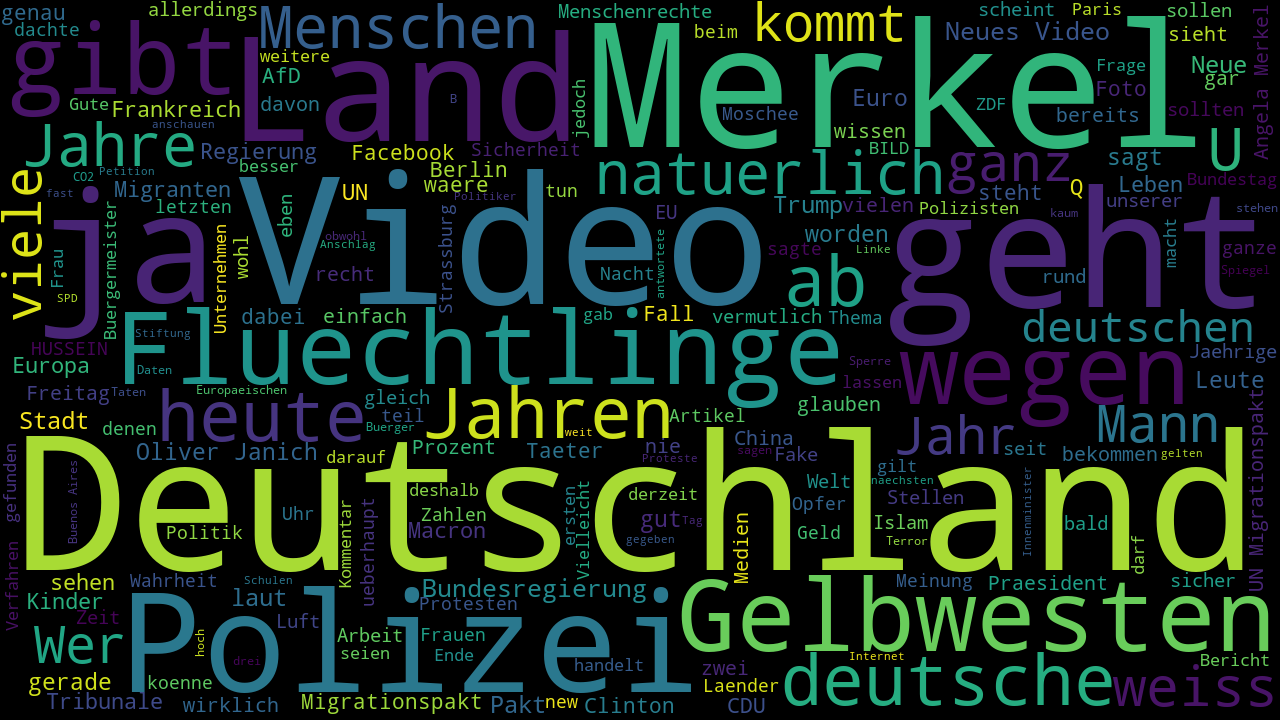 genau
allerdings
Menschen
Menschenrechte
kommt
scheint
Paris
sollen
dachte
gibt
Land
Merkel
beim
Neues Video
sieht
Angela Merkel
weitere
AfD
davon
Gute
Frankreich
anschauen
B
jedoch
Moschee
Euro
ZDF
Frage
Foto
bereits
Neue
gar
sollten
wissen
BILD
Jahre
Regierung
besser
Facebook
Sicherheit
Berlin
natuerlich
ganz
sagt
U
CO2
Petition
fast
Migranten
letzten
UN
waere
Politiker
tun
Trump
vielen
steht
Q
Leben
unserer
Bundestag
Polizisten
kaum
stehen
viele
ja
Video
geht
Frau
Buergermeister
SPD
Unternehmen
wohl
eben
obwohl
Anschlag
recht
Strassburg
EU
Nacht
antwortete
sagte
worden
Linke
ab
rund
macht
ganze
Spiegel
HUSSEIN
Europa
Stiftung
Daten
dabei
einfach
gab
Fall
vermutlich
Thema
deutschen
Fluechtlinge
wegen
Jaehrige
Sperre
lassen
Leute
Freitag
Taten
Europaeischen
gleich
teil
Buerger
Artikel
glauben
Stadt
denen
heute
Jahren
weit
Jahr
Mann
UN Migrationspakt
Oliver Janich
darauf
Prozent
Taeter
nie
Proteste
China
sagen
Fake
seit
bekommen
gelten
gefunden
Buenos Aires
Deutschland
deshalb
derzeit
Welt
gilt
naechsten
Stellen
Opfer
Innenminister
Politik
Uhr
Kommentar
ueberhaupt
Zahlen
Macron
ersten
Vielleicht
gut
Tag
gegeben
Medien
Geld
Islam
Terror
bald
darf
Verfahren
sehen
Wahrheit
Schulen
laut
Bundesregierung
Meinung
Praesident
sicher
Kinder
Zeit
Protesten
Polizei
Gelbwesten
Luft
Wer
hoch
drei
Arbeit
seien
Frauen
Ende
handelt
zwei
Internet
Bericht
gerade
koenne
Laender
deutsche
weiss
Tribunale
wirklich
Migrationspakt
Pakt
new
Clinton
CDU